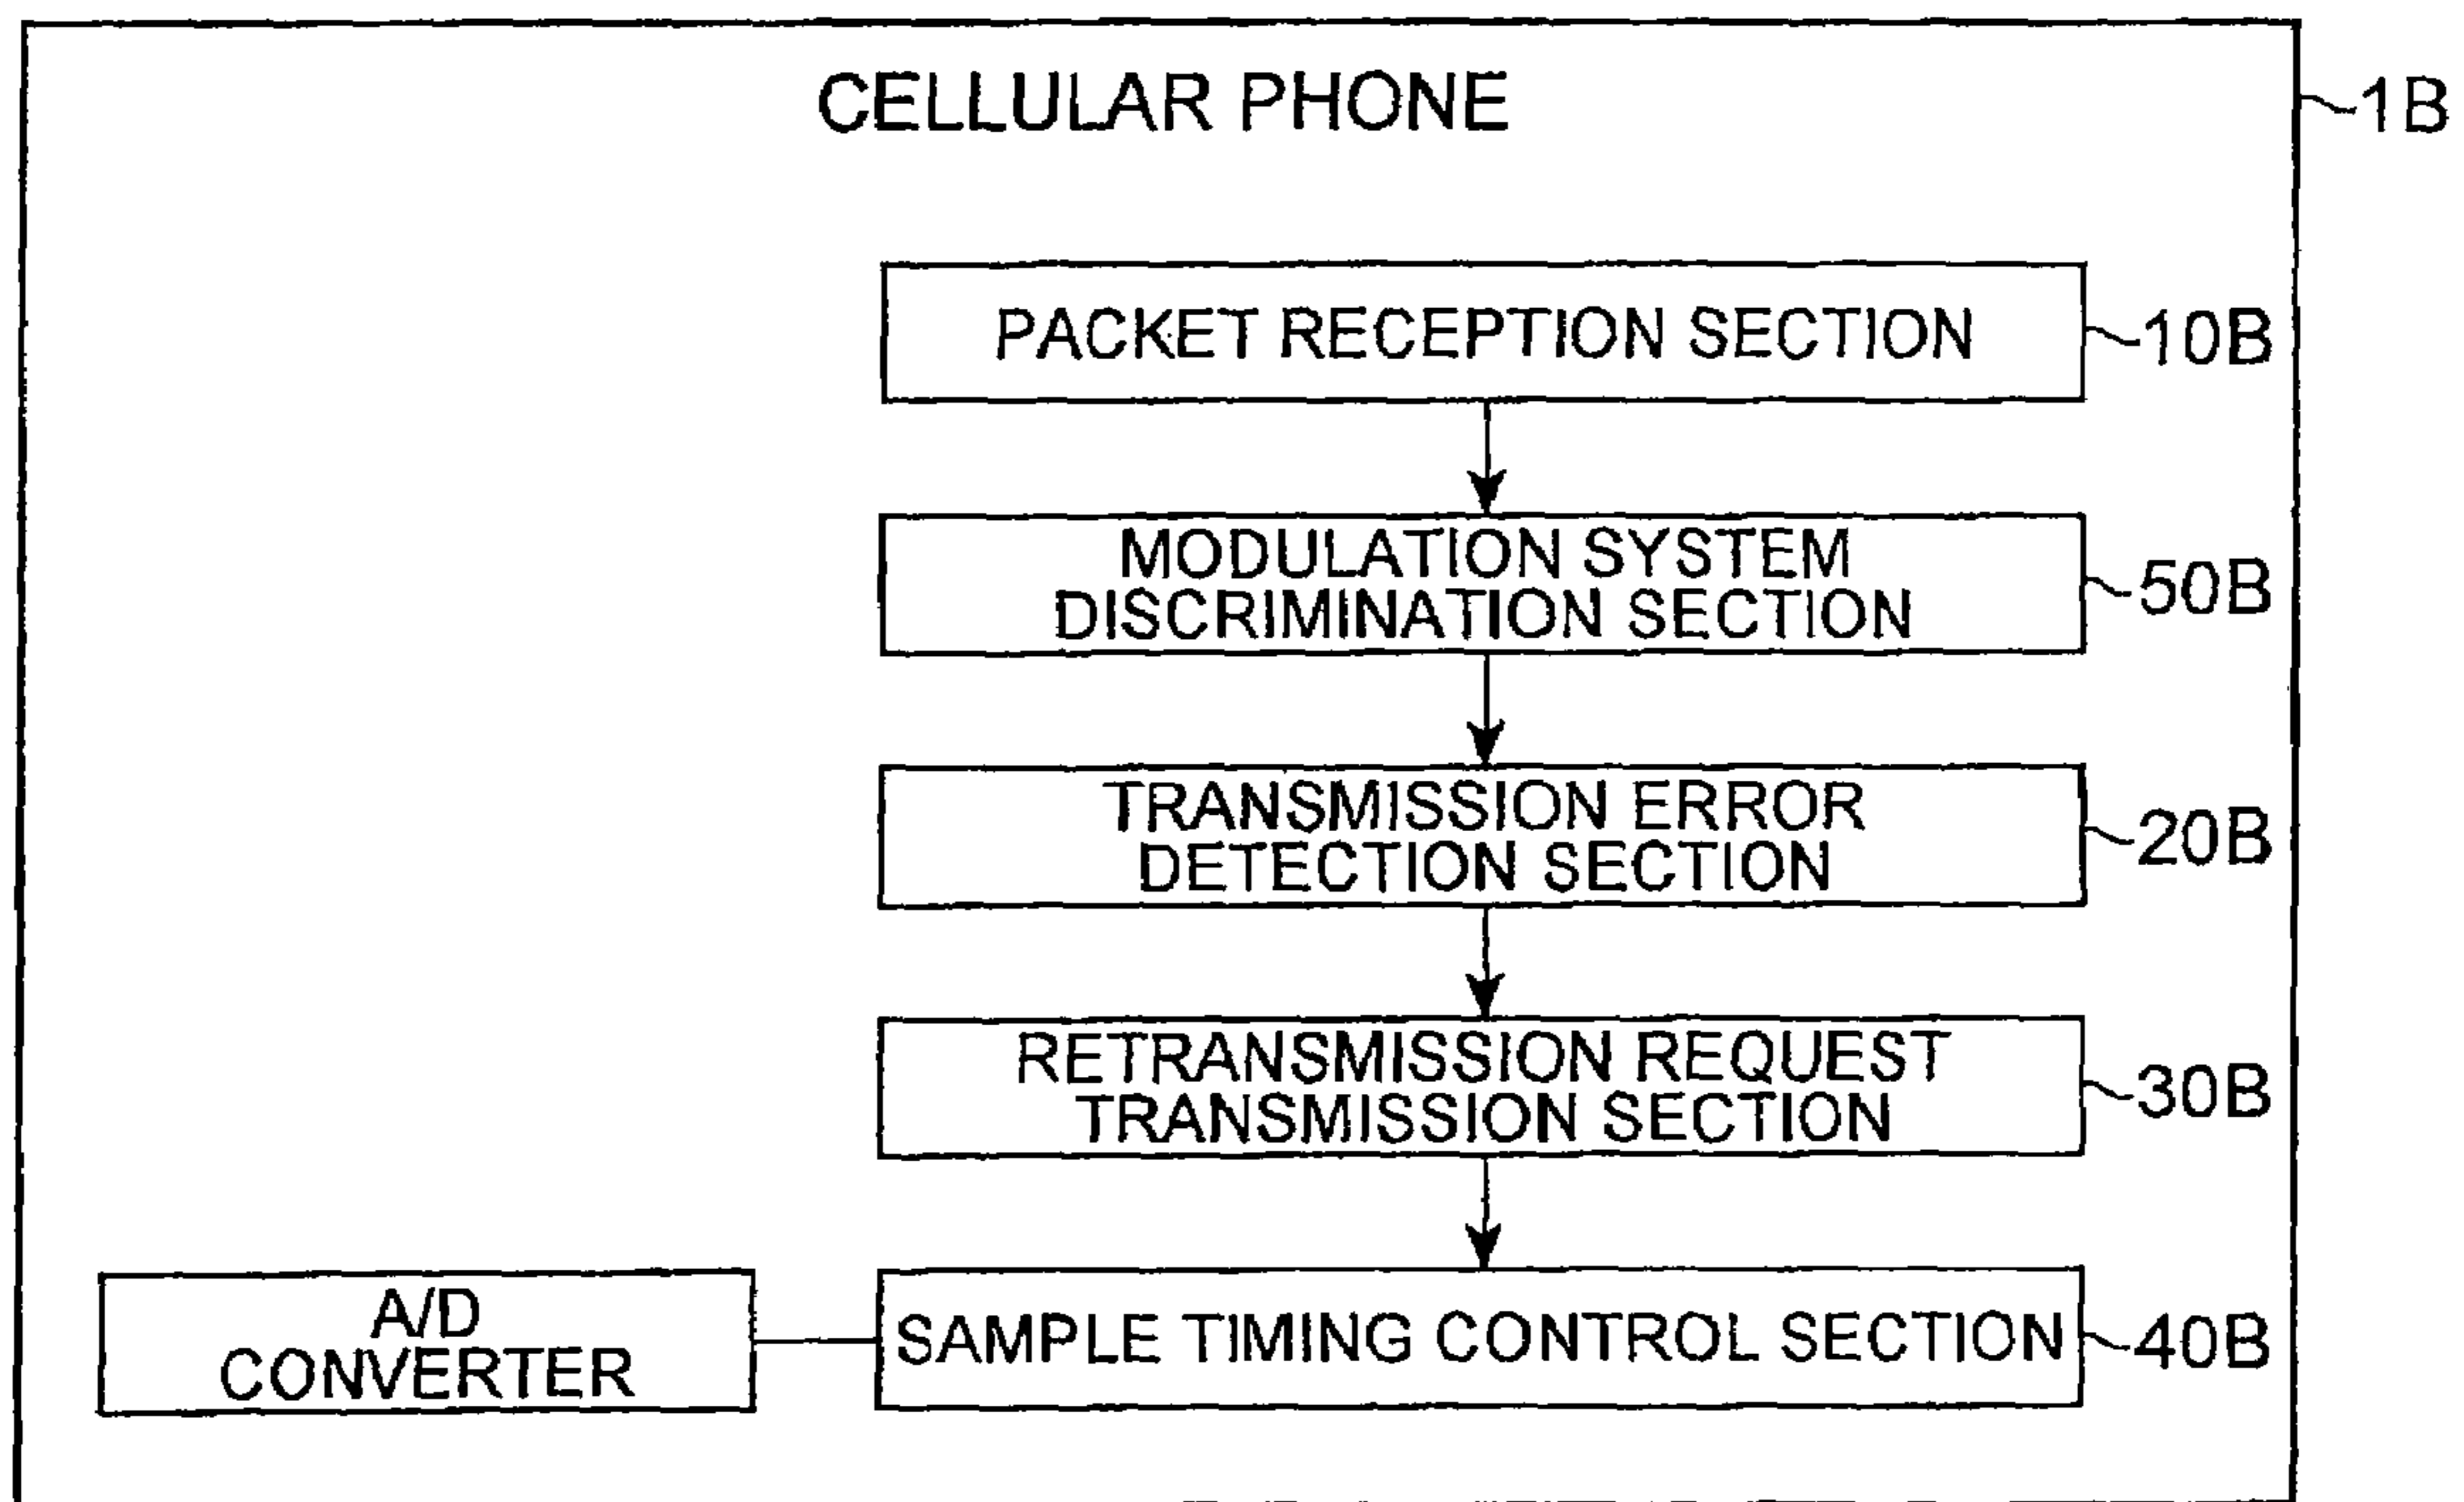 CELLULAR PHONE
1B
PACKET RECEPTION SECTION
10B
MODULATION SYSTEM
DISCRIMINATION SECTION
50B
TRANSMISSION ERROR
DETECTION SECTION
20B
RETRANSMISSION REQUEST
TRANSMISSION SECTION
30B
A/D
CONVERTER
SAMPLE TIMING CONTROL SECTION
40B